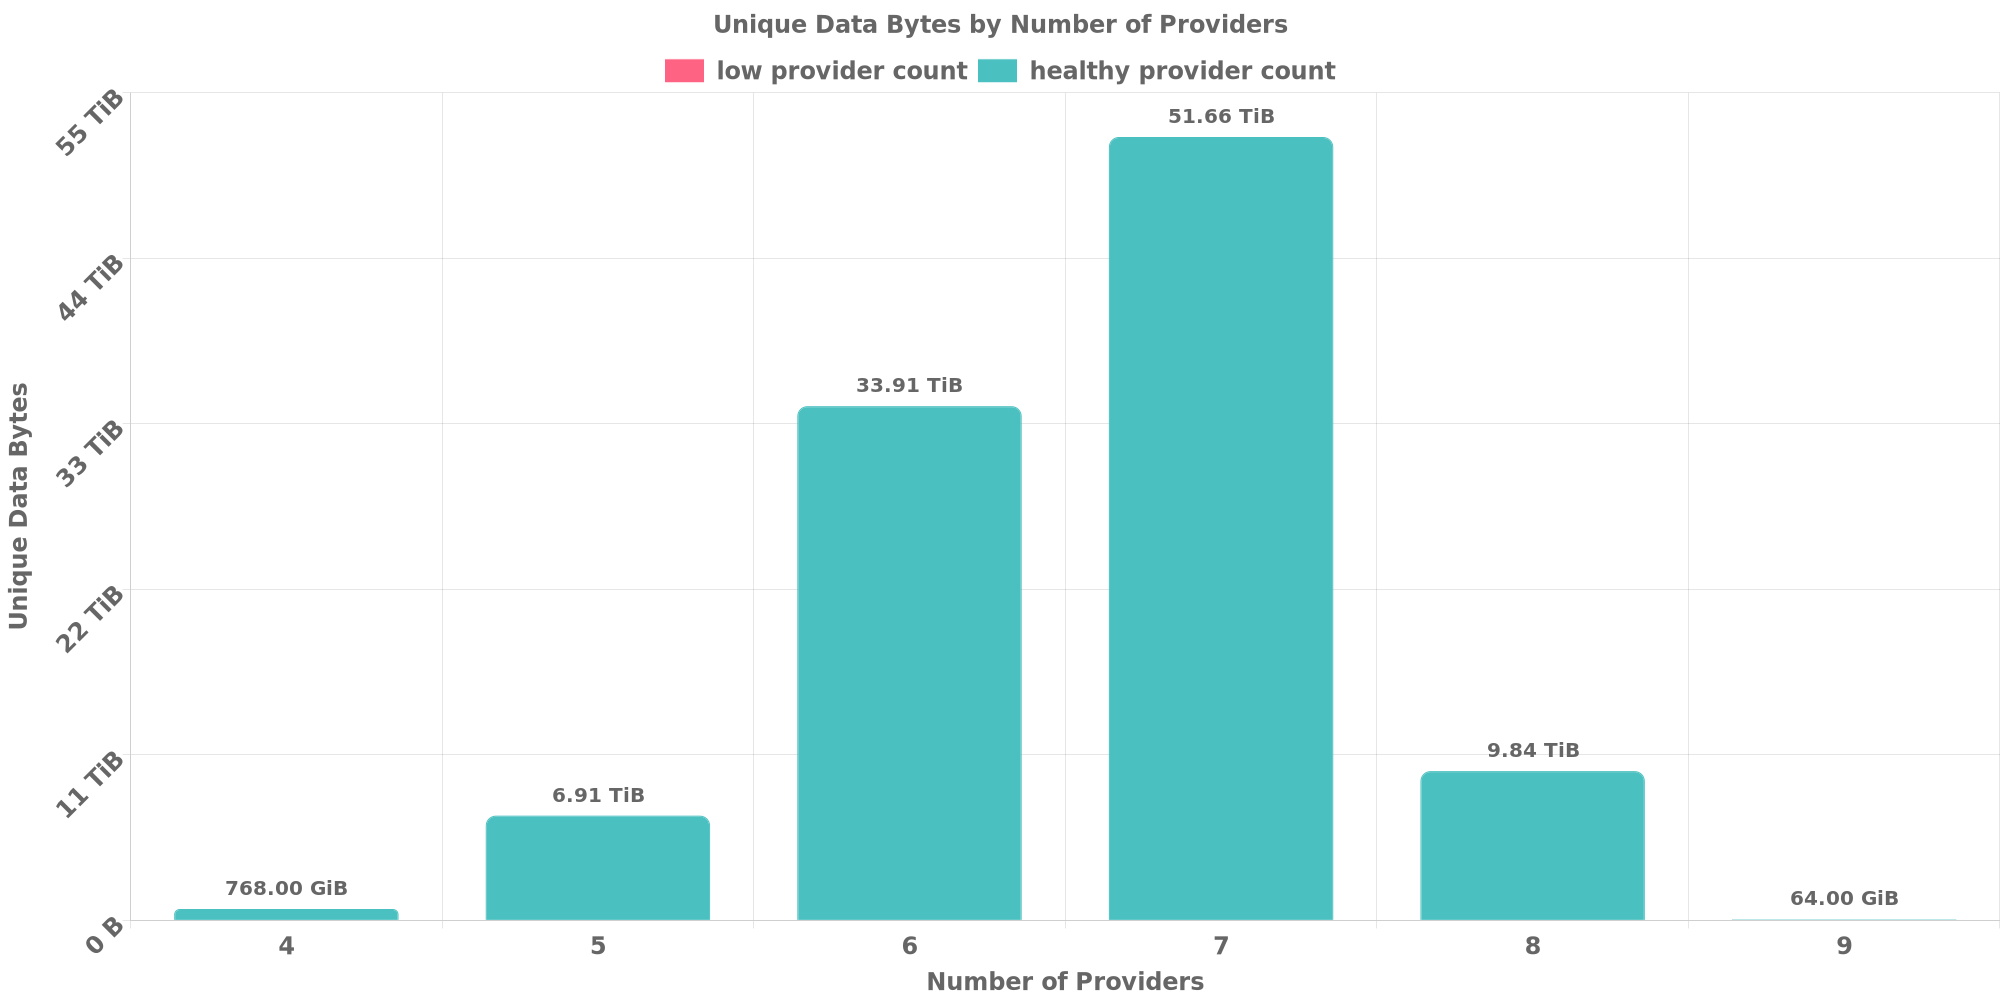 Unique Data Bytes by Number of Providers
low provider count healthy provider count
55 TiB
44 TiB
33 TiB
22 TiB
11 TiB
0 B
Unique Data Bytes
768.00 GiB
6.91 TiB
33.91 TiB
51.66 TiB
9.84 TiB
64.00 GiB
4 5 6 7 8 9
Number of Providers